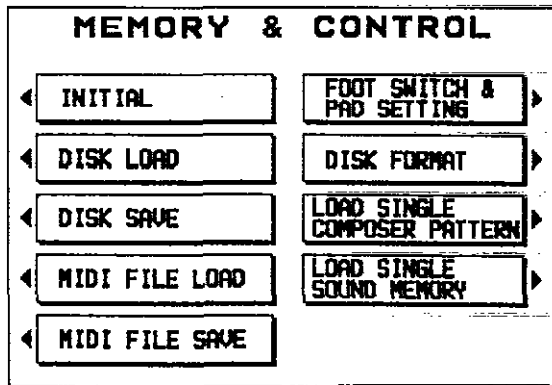 MEMORY & CONTROL
INITIAL
DISK LOAD
DISK SAVE
MIDI FILE LOAD
MIDI FILE SAVE
FOOT SWITCH &
PAD SETTING
DISK FORMAT
LOAD SINGLE
COMPOSER PATTERN
LOAD SINGLE
SOUND MEMORY